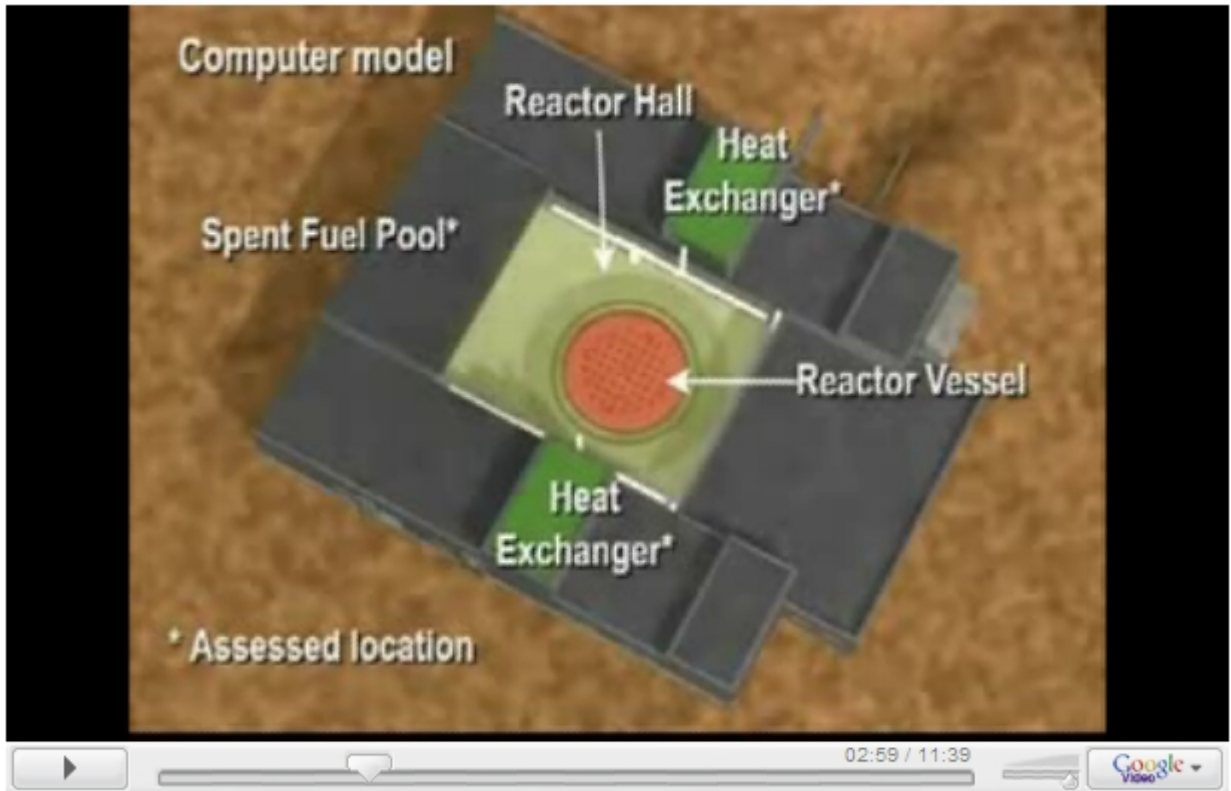 Computer model
Reactor Hall
Heat
Exchanger*
Spent Fuel Pool*
Reactor Vessel
Heat
Exchanger*
* Assessed location
02:59 / 11:39
Google
Video